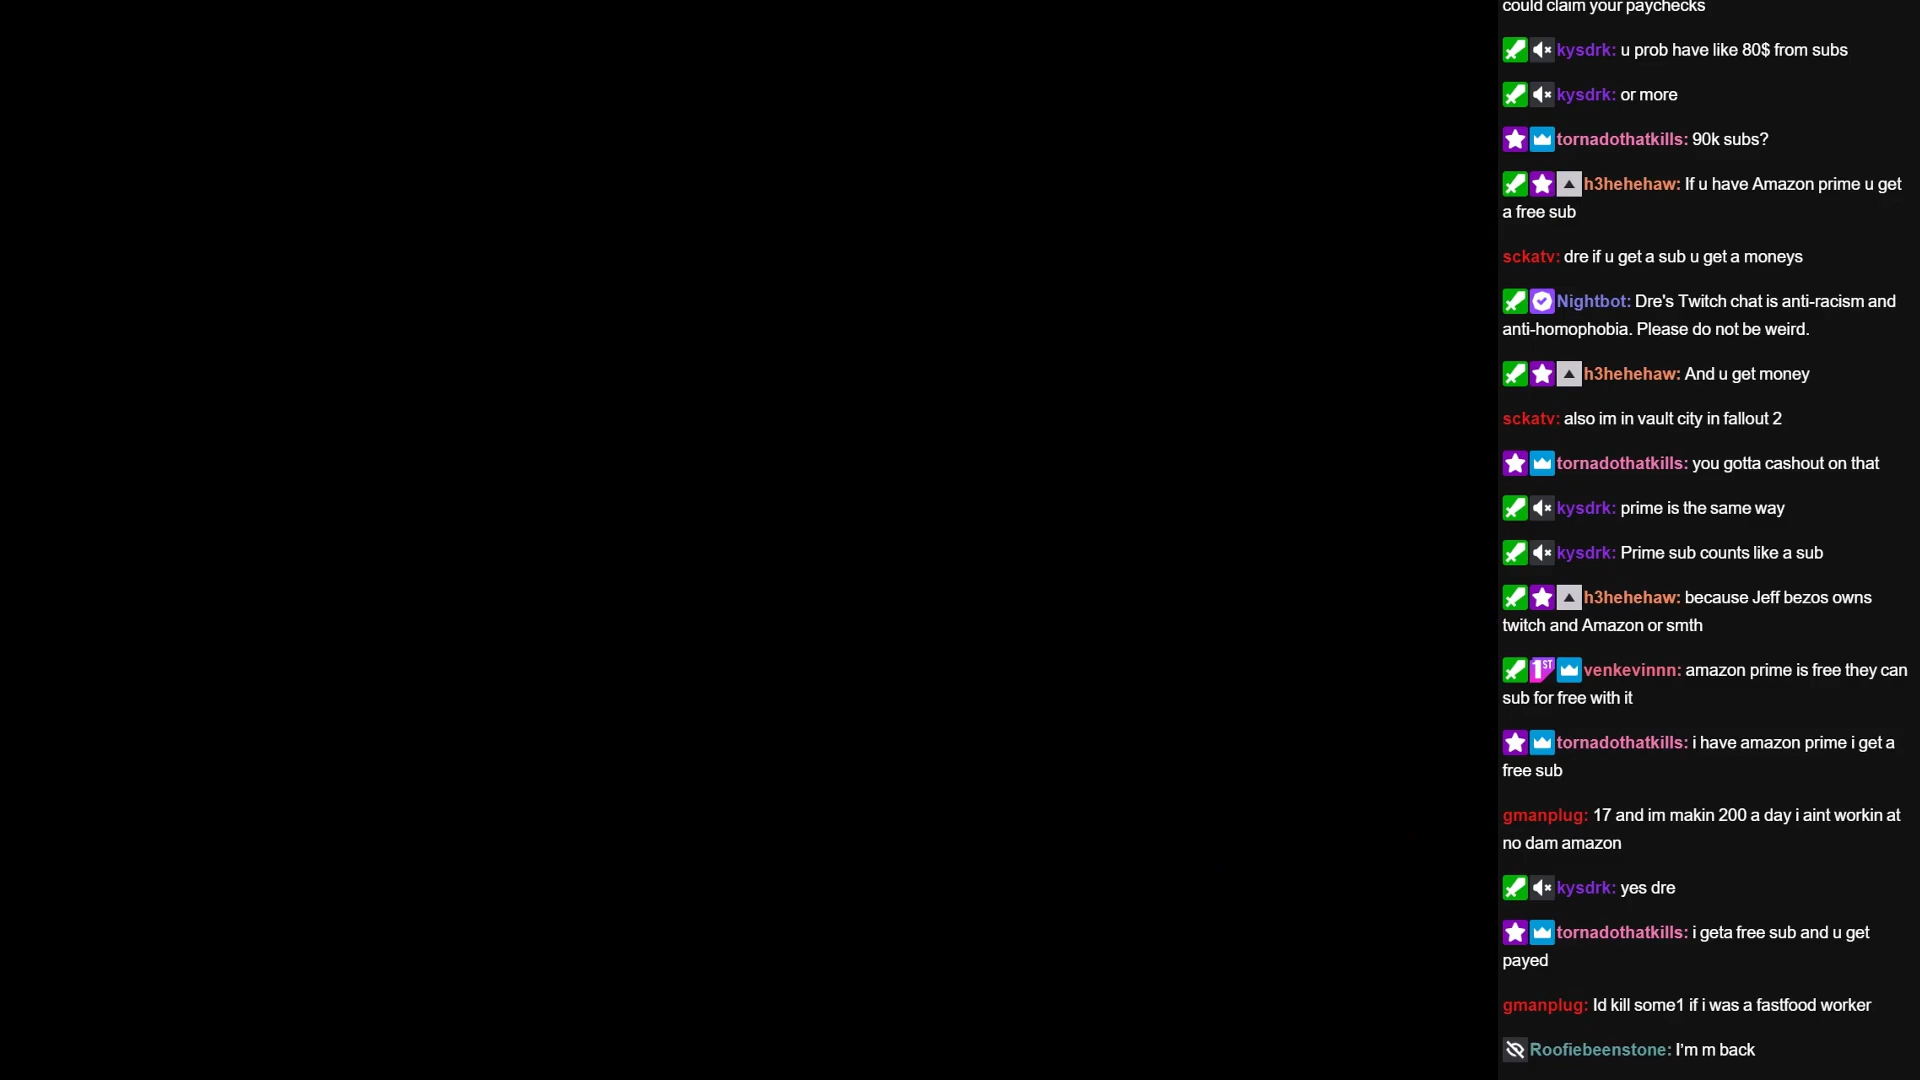 could claim your paychecks
kysdrk: u prob have like 80$ from subs
kysdrk: or more
tornadothatkills: 90k subs?
h3hehehaw: If u have Amazon prime u get
a free sub
sckatv: dre if u get a sub u get a moneys
Nightbot: Dre's Twitch chat is anti-racism and
anti-homophobia. Please do not be weird.
h3hehehaw: And u get money
sckatv: also im in vault city in fallout 2
tornadothatkills: you gotta cashout on that
kysdrk: prime is the same way
kysdrk: Prime sub counts like a sub
h3hehehaw: because Jeff bezos owns
twitch and Amazon or smth
1ST venkevinnn: amazon prime is free they can
sub for free with it
tornadothatkills: i have amazon prime i get a
free sub
gmanplug: 17 and im makin 200 a day i aint workin at
no dam amazon
kysdrk: yes dre
tornadothatkills: i geta free sub and u get
payed
gmanplug: Id kill some1 if i was a fastfood worker
Roofiebeenstone: I'm m back